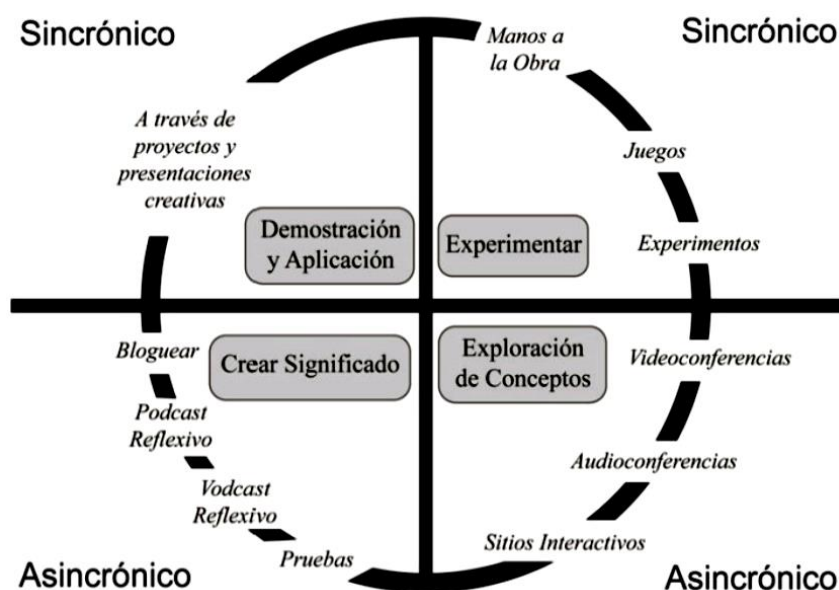 Sincrónico
Sincrónico
Manos a
la Obra
A través de
proyectos y
presentaciones
creativas
Juegos
Experimentos
Demostración
y Aplicación
Experimentar
Crear Significado
Exploración
de Conceptos
Bloguear
Podcast
Reflexivo
Vodcast
Reflexivo
Pruebas
Videoconferencias
Audioconferencias
Sitios Interactivos
Asincrónico
Asincrónico